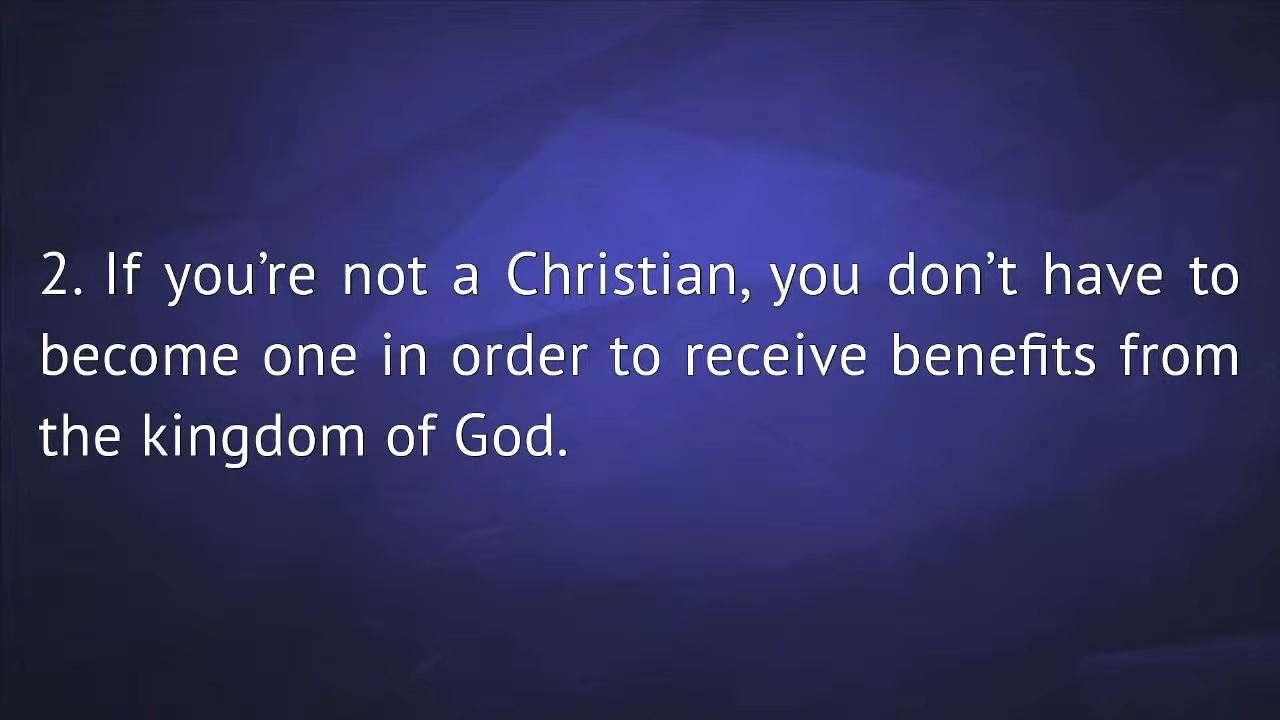 2. If you’re not a Christian, you don’t have to
become one in order to receive benefits from
the kingdom of God.